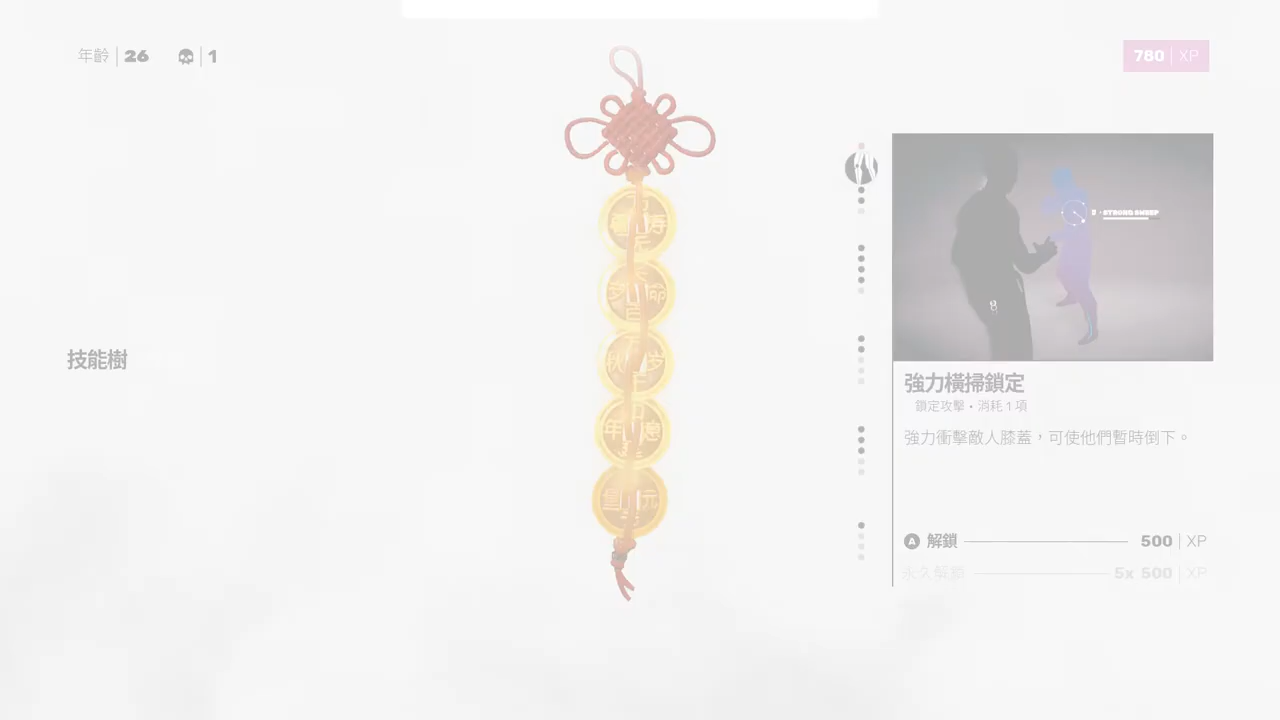 年齡 26 1
780 XP
STRONG SWEEP
8
技能樹
強力橫掃鎖定
鎖定攻擊 • 消耗 1 項
強力衝擊敵人膝蓋，可使他們暫時倒下。
A 解鎖 500 XP
永久解鎖 5x 500 XP